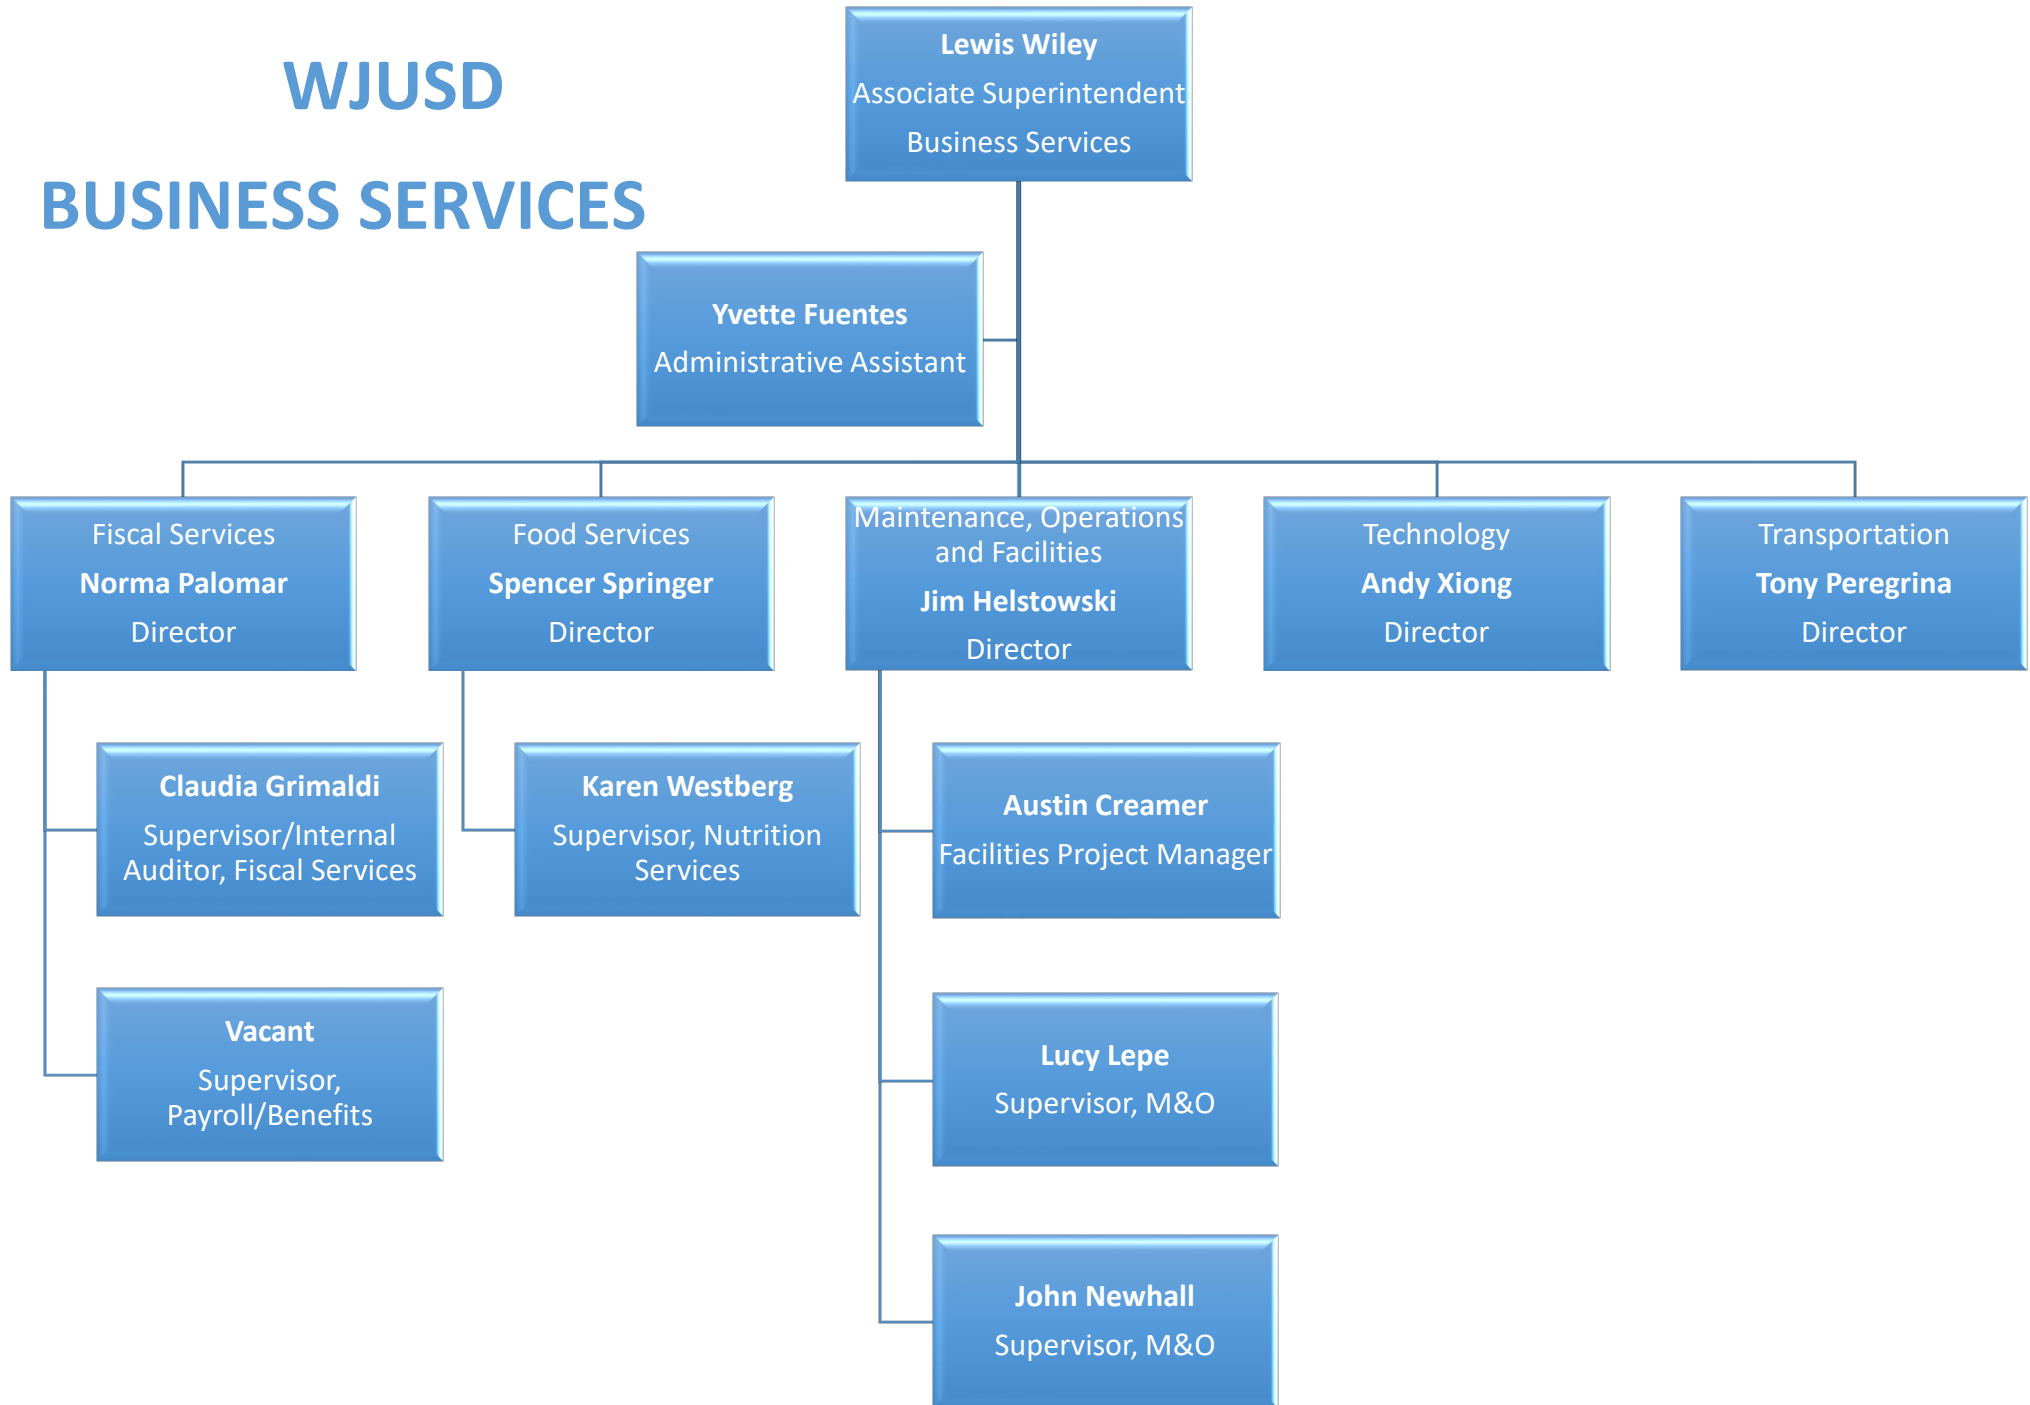 WJUSD
BUSINESS SERVICES
Lewis Wiley
Associate Superintendent
Business Services
Yvette Fuentes
Administrative Assistant
Fiscal Services
Norma Palomar
Director
Food Services
Spencer Springer
Director
Maintenance, Operations
and Facilities
Jim Helstowski
Director
Technology
Andy Xiong
Director
Transportation
Tony Peregrina
Director
Claudia Grimaldi
Supervisor/Internal
Auditor, Fiscal Services
Karen Westberg
Supervisor, Nutrition
Services
Austin Creamer
Facilities Project Manager
Vacant
Supervisor,
Payroll/Benefits
Lucy Lepe
Supervisor, M&O
John Newhall
Supervisor, M&O